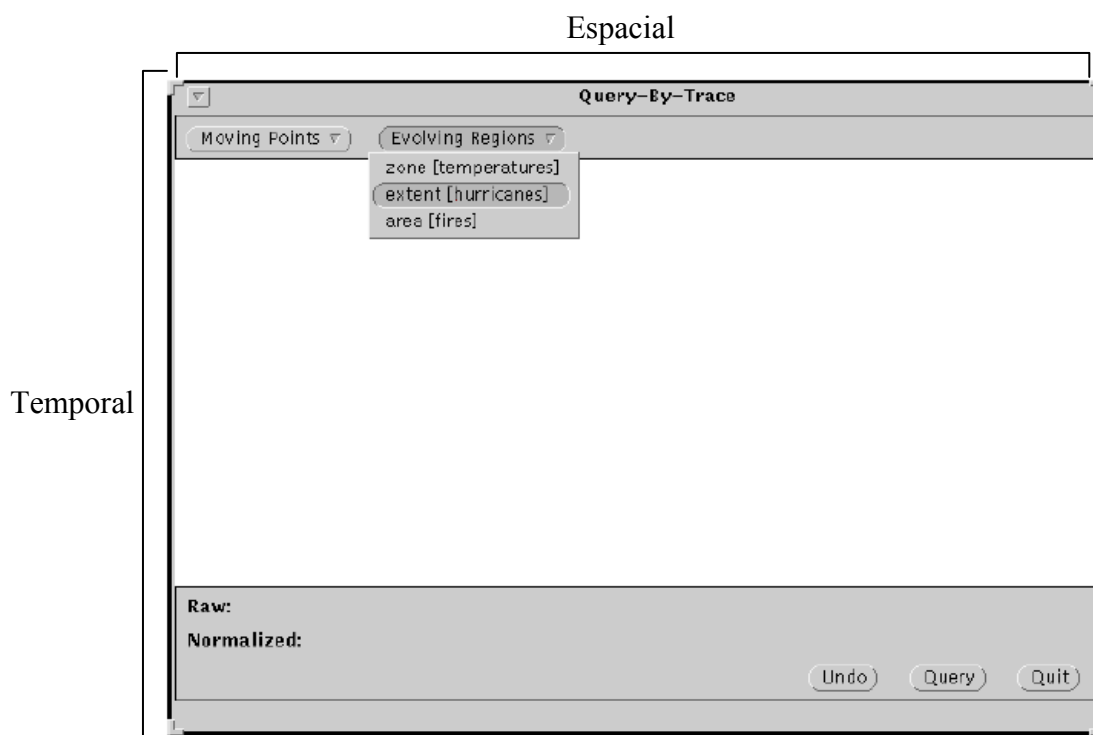 Espacial
Query-By-Trace
Moving Points Evolving Regions
zone [temperatures]
extent [hurricanes]
area [fires]
Temporal
Raw:
Normalized:
Undo Query Quit